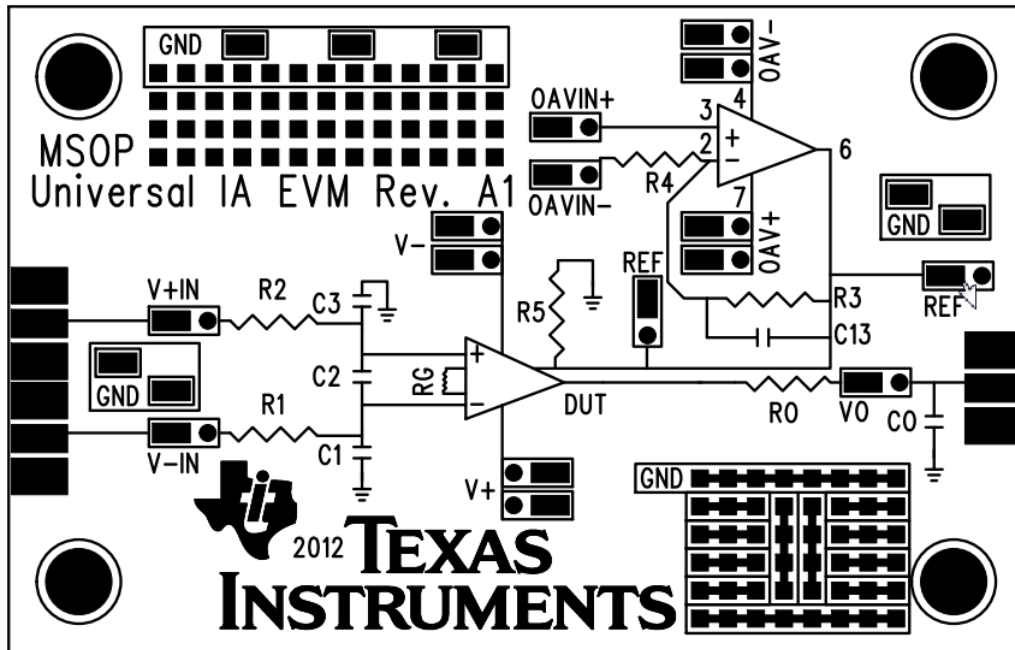 GND
OAV-
OAVIN+
4
3
+
2
-
6
MSOP
R4
7
Universal IA EVM Rev. A1
OAVIN-
GND
V-
OAV+
REF
V+IN
R2
C3
R5
R3
REF
C13
GND
C2
RG
+
-
R1
DUT
R0
V0
C0
V-IN
C1
V+
GND
i
2012
TEXAS
INSTRUMENTS